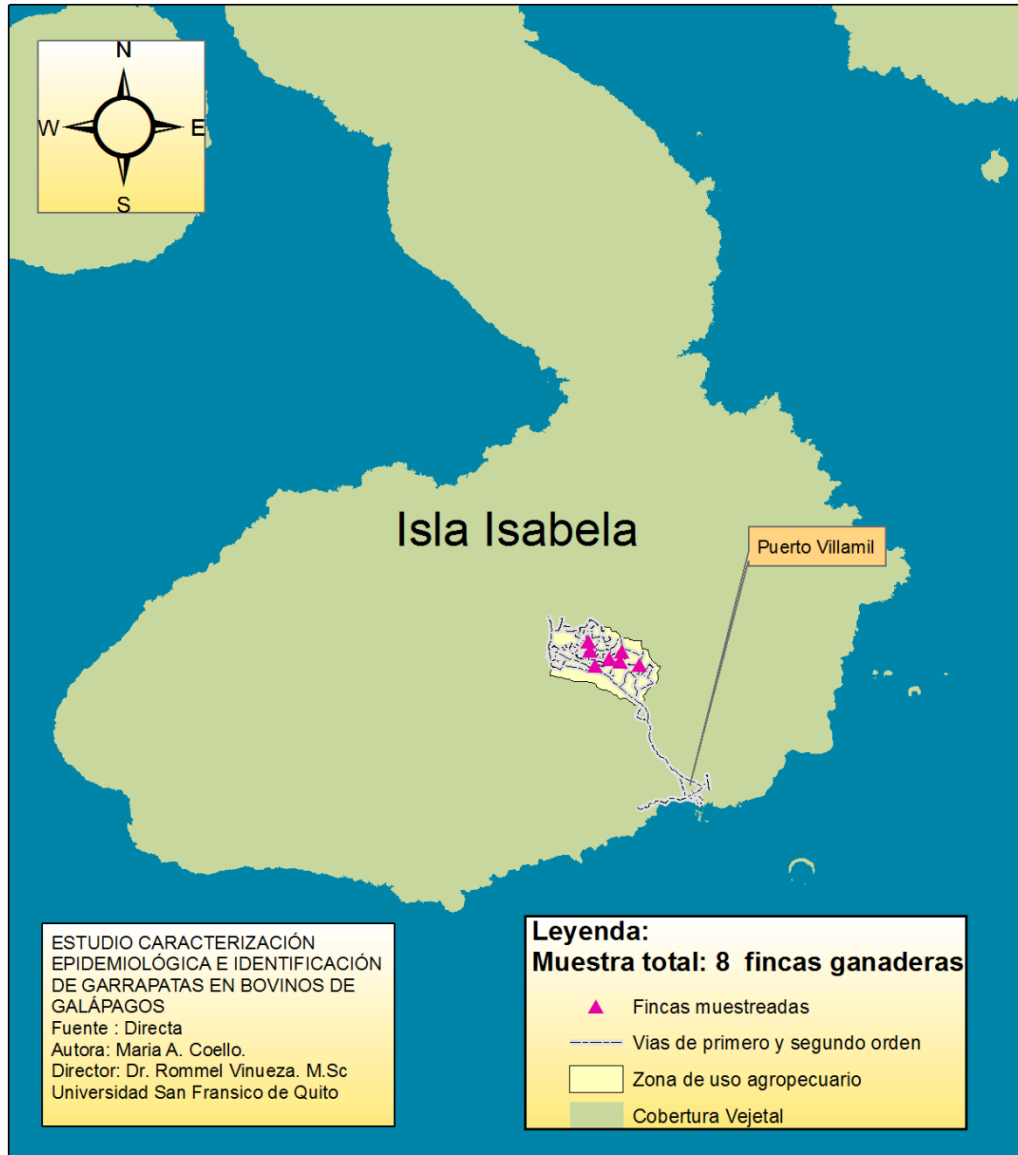 N
W E
S
Isla Isabela
Puerto Villamil
ESTUDIO CARACTERIZACIÓN
EPIDEMIOLÓGICA E IDENTIFICACIÓN
DE GARRAPATAS EN BOVINOS DE
GALÁPAGOS
Fuente : Directa
Autora: Maria A. Coello.
Director: Dr. Rommel Vinueza. M.Sc
Universidad San Fransico de Quito
Leyenda:
Muestra total: 8 fincas ganaderas
Fincas muestreadas
Vias de primero y segundo orden
Zona de uso agropecuario
Cobertura Vejetal